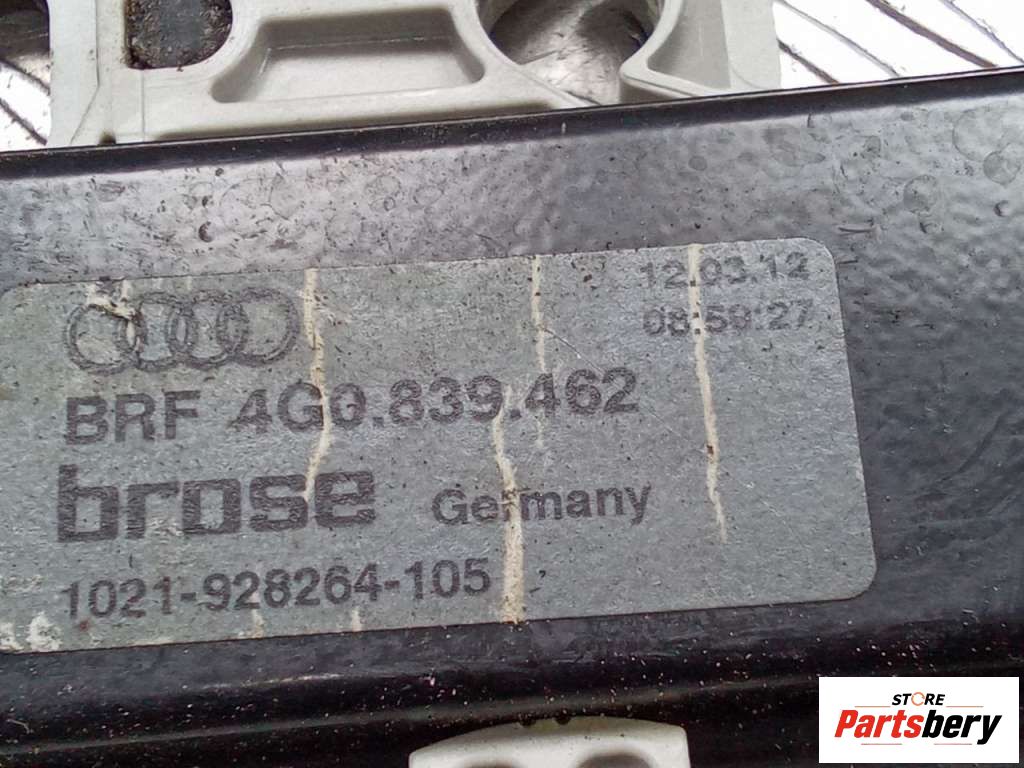 12.03.12
08:59:27
BRF 4G0.839.462
brose Germany
1021-928264-105
STORE
Partsbery